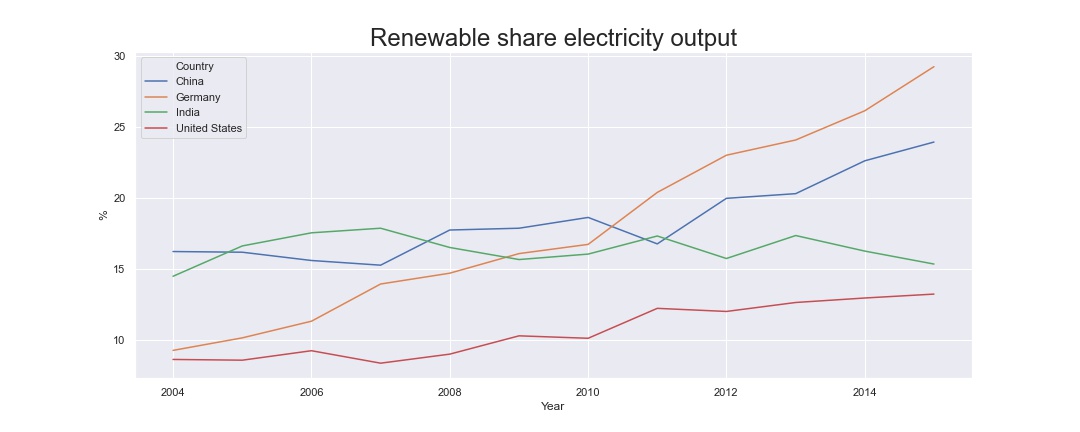 Renewable share electricity output
30
25
20
15
10
%
Country
China
Germany
India
United States
2004 2006 2008 2010 2012 2014
Year